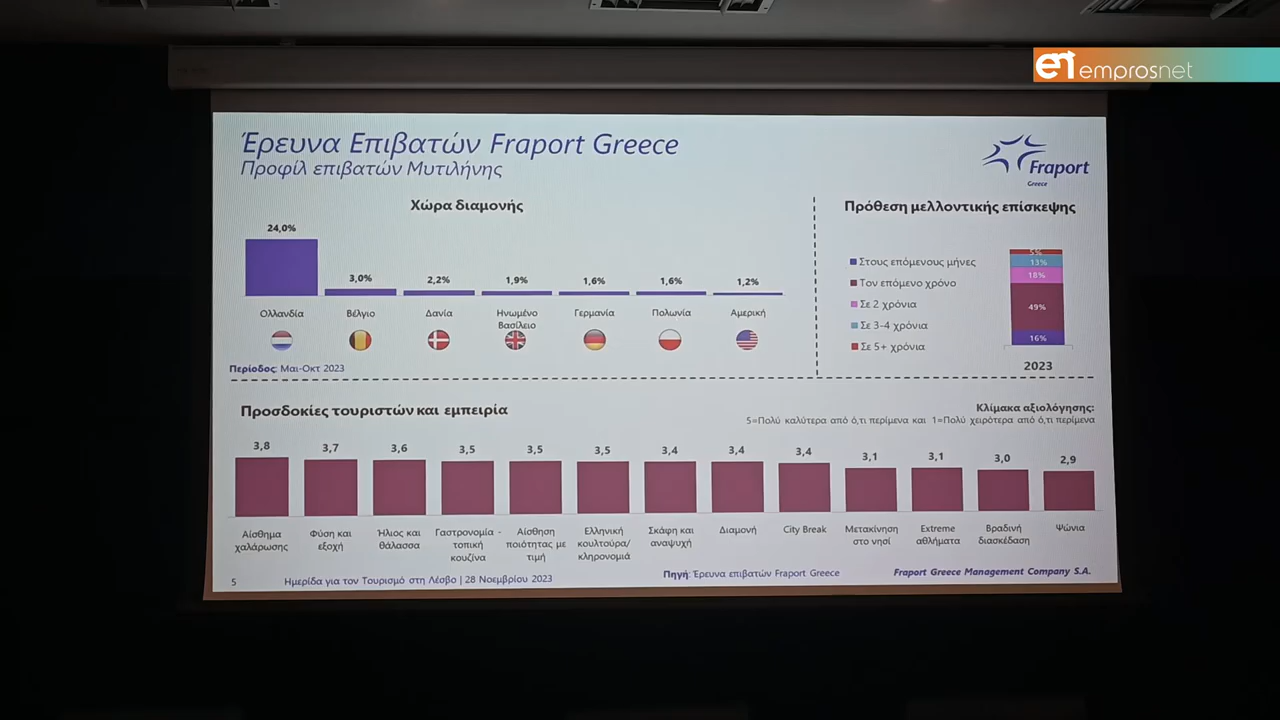 en emprosnet
Έρευνα Επιβατών Fraport Greece
Προφίλ επιβατών Μυτιλήνης
Fraport
Greece
Χώρα διαμονής
24,0% 3,0% 2,2% 1,9% 1,6% 1,6% 1,2%
Ολλανδία Βέλγιο Δανία Ηνωμένο Γερμανία Πολωνία Αμερική
Βασίλειο
Περίοδος: Μαι-Οκτ 2023
Πρόθεση μελλοντικής επίσκεψης
Στους επόμενους μήνες
Τον επόμενο χρόνο
Σε 2 χρόνια
Σε 3-4 χρόνια
Σε 5+ χρόνια
5%
13%
18%
49%
16%
2023
Προσδοκίες τουριστών και εμπειρία
Κλίμακα αξιολόγησης:
5=Πολύ καλύτερα από ό,τι περίμενα και 1=Πολύ χειρότερα από ό,τι περίμενα
3,8 3,7 3,6 3,5 3,5 3,5 3,4 3,4 3,4 3,1 3,1 3,0 2,9
Αίσθημα Φύση και Ήλιος και Γαστρονομία - Αίσθηση Ελληνική Σκάφη και Διαμονή City Break Μετακίνηση Extreme Βραδινή Ψώνια
χαλάρωσης εξοχή θάλασσα τοπική ποιότητας με κουλτούρα/ αναψυχή στο νησί αθλήματα διασκέδαση
κουζίνα τιμή κληρονομιά
5 Ημερίδα για τον Τουρισμό στη Λέσβο | 28 Νοεμβρίου 2023 Πηγή: Έρευνα επιβατών Fraport Greece Fraport Greece Management Company S.A.